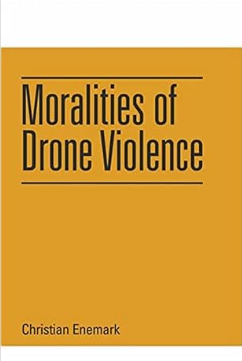 Moralities of
Drone Violence
Christian Enemark